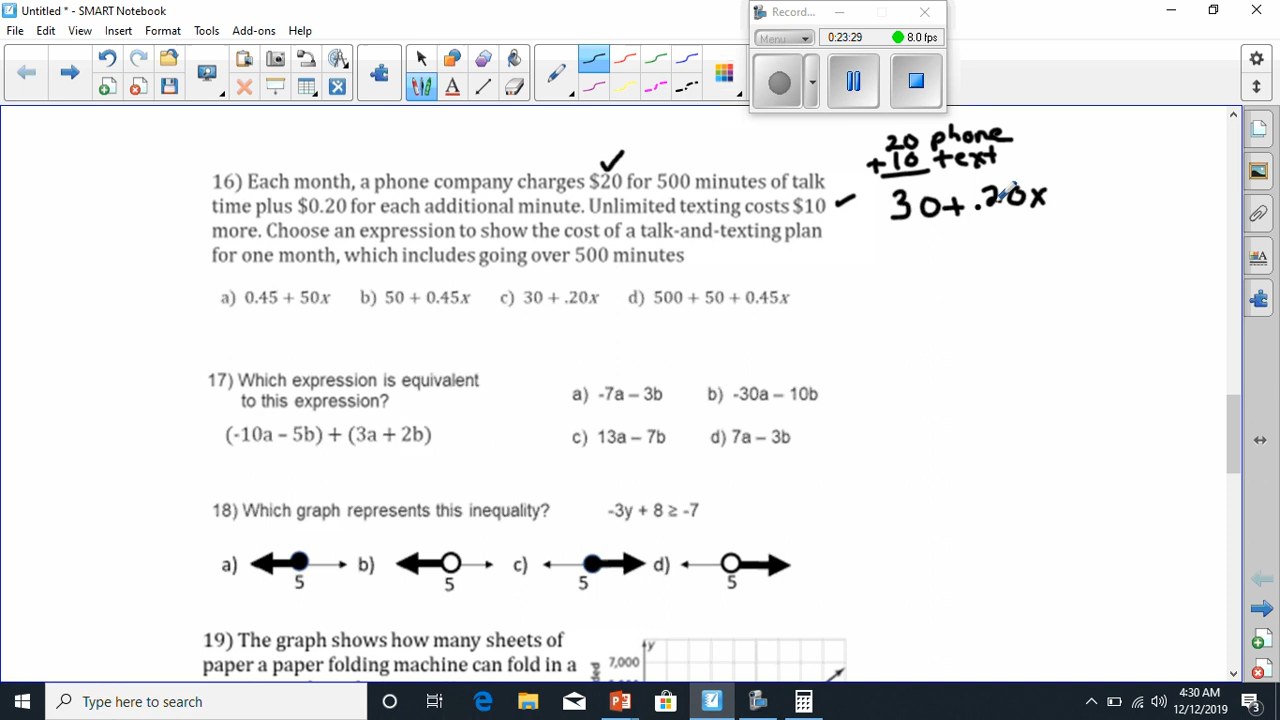 Untitled * - SMART Notebook
Record...
File Edit View Insert Format Tools Add-ons Help
Menu 0:23:29 8.0 fps
20 phone
+10 text
30+.20x
16) Each month, a phone company charges $20 for 500 minutes of talk
time plus $0.20 for each additional minute. Unlimited texting costs $10
more. Choose an expression to show the cost of a talk-and-texting plan
for one month, which includes going over 500 minutes
a) 0.45 + 50x b) 50 + 0.45x c) 30 + .20x d) 500 + 50 + 0.45x
17) Which expression is equivalent
to this expression?
(-10a – 5b) + (3a + 2b)
a) -7a – 3b b) -30a – 10b
c) 13a – 7b d) 7a – 3b
18) Which graph represents this inequality? -3y + 8 ≥ -7
a) b) c) d)
5 5 5 5
19) The graph shows how many sheets of
paper a paper folding machine can fold in a
y
7,000
Type here to search
4:30 AM
12/12/2019
3